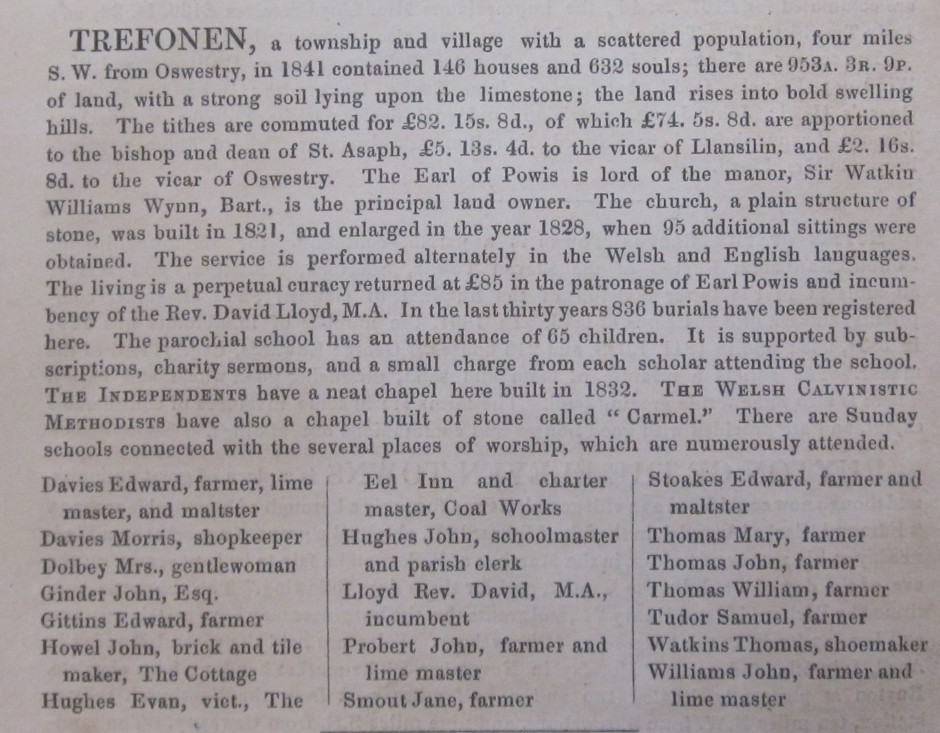 TREFONEN, a township and village with a scattered population, four miles
S. W. from Oswestry, in 1841 contained 146 houses and 632 souls; there are 953A. 3R. 9P.
of land, with a strong soil lying upon the limestone; the land rises into bold swelling
hills. The tithes are commuted for £82. 15s. 8d., of which £74. 5s. 8d. are apportioned
to the bishop and dean of St. Asaph, £5. 13s. 4d. to the vicar of Llansilin, and £2. 16s.
8d. to the vicar of Oswestry. The Earl of Powis is lord of the manor, Sir Watkin
Williams Wynn, Bart., is the principal land owner. The church, a plain structure of
stone, was built in 1821, and enlarged in the year 1828, when 95 additional sittings were
obtained. The service is performed alternately in the Welsh and English languages.
The living is a perpetual curacy returned at £85 in the patronage of Earl Powis and incum-
bency of the Rev. David Lloyd, M.A. In the last thirty years 836 burials have been registered
here. The parochial school has an attendance of 65 children. It is supported by sub-
scriptions, charity sermons, and a small charge from each scholar attending the school.
THE INDEPENDENTS have a neat chapel here built in 1832. THE WELSH CALVINISTIC
METHODISTS have also a chapel built of stone called “Carmel.” There are Sunday
schools connected with the several places of worship, which are numerously attended.
Davies Edward, farmer, lime
master, and maltster
Davies Morris, shopkeeper
Dolbey Mrs., gentlewoman
Ginder John, Esq.
Gittins Edward, farmer
Howel John, brick and tile
maker, The Cottage
Hughes Evan, vict., The
Eel Inn and charter
master, Coal Works
Hughes John, schoolmaster
and parish clerk
Lloyd Rev. David, M.A.,
incumbent
Probert John, farmer and
lime master
Smout Jane, farmer
Stoakes Edward, farmer and
maltster
Thomas Mary, farmer
Thomas John, farmer
Thomas William, farmer
Tudor Samuel, farmer
Watkins Thomas, shoemaker
Williams John, farmer and
lime master